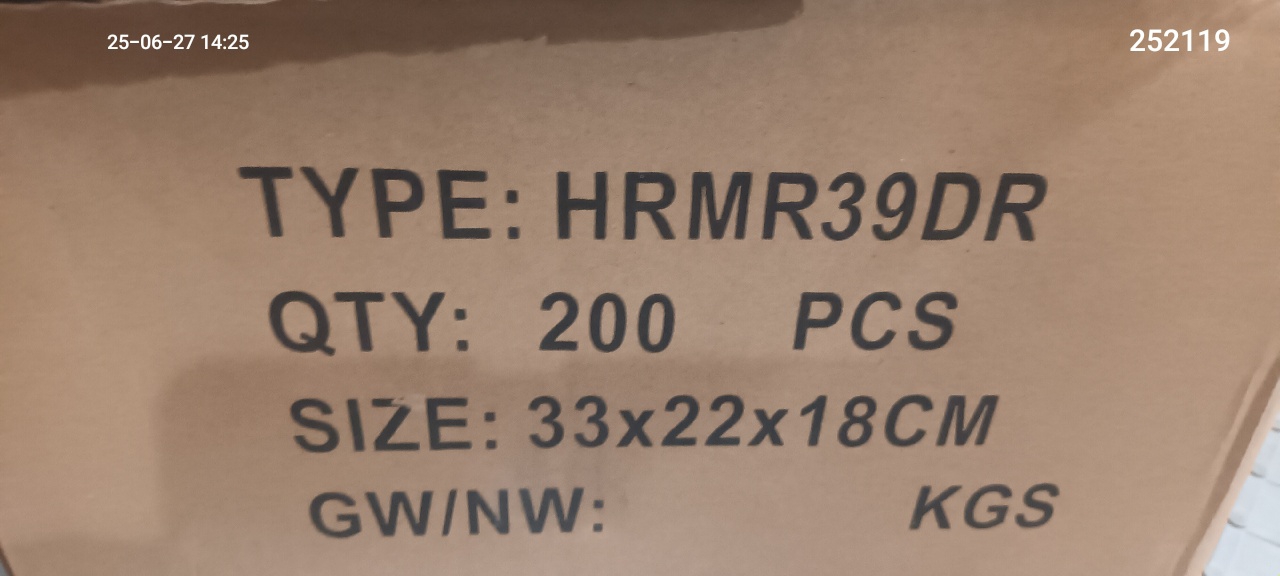 25-06-27 14:25
252119
TYPE: HRMR39DR
QTY: 200 PCS
SIZE: 33x22x18CM
GW/NW: KGS